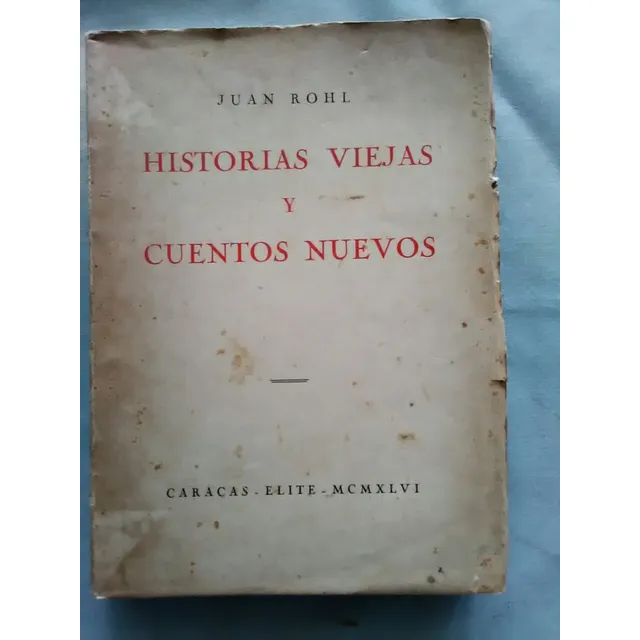 JUAN ROHL
HISTORIAS VIEJAS
Y
CUENTOS NUEVOS
CARACAS - ELITE - MCMXLVI